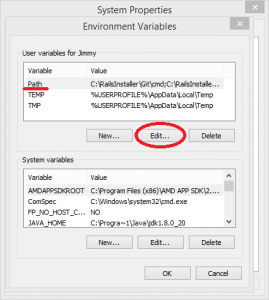 System Properties
Environment Variables
User variables for Jimmy
Variable Value
Path C:\RailsInstaller\Git\cmd;C:\RailsInstalle...
TEMP %USERPROFILE%\AppData\Local\Temp
TMP %USERPROFILE%\AppData\Local\Temp
New... Edit... Delete
System variables
Variable Value
AMDAPPSDKROOT C:\Program Files (x86)\AMD APP SDK\2....
ComSpec C:\Windows\system32\cmd.exe
FP_NO_HOST_C... NO
JAVA_HOME C:\Progra~1\Java\jdk1.8.0_20
New... Edit... Delete
OK Cancel